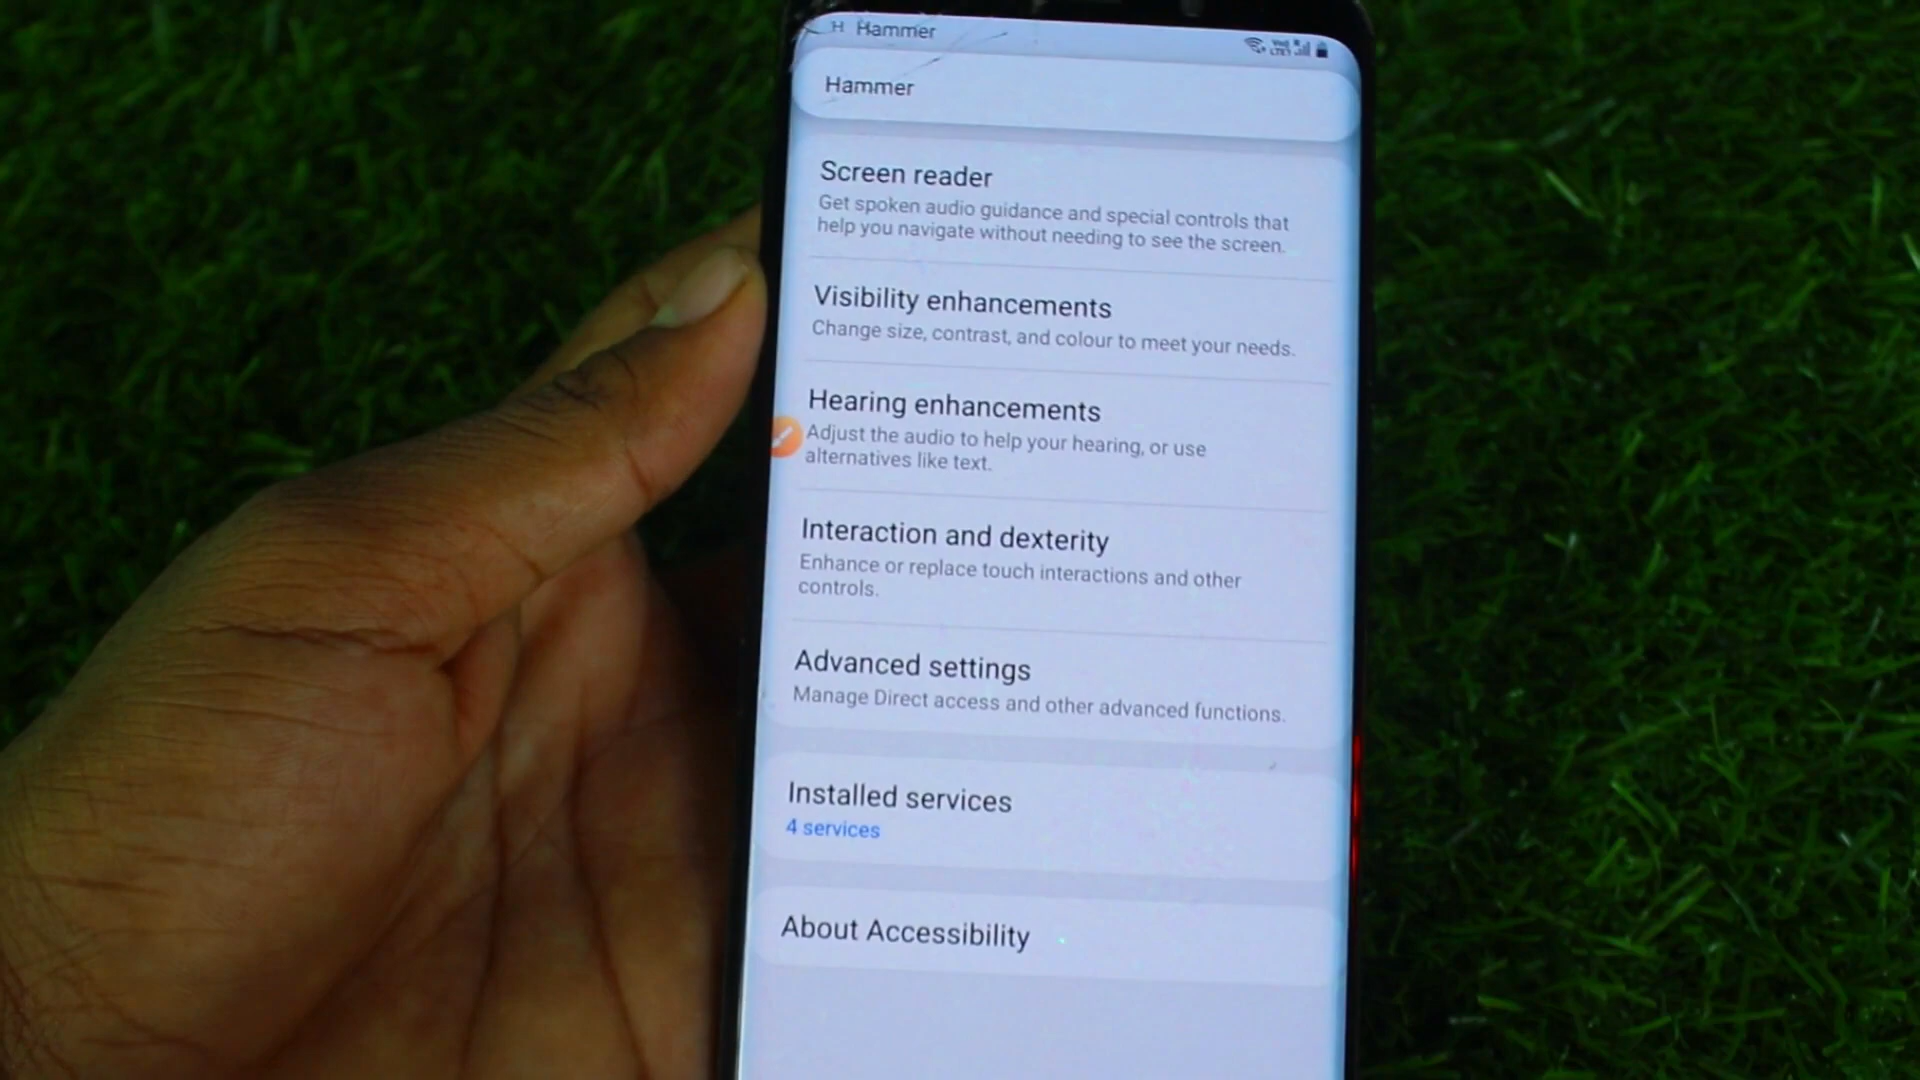 H Hammer
Hammer
Screen reader
Get spoken audio guidance and special controls that
help you navigate without needing to see the screen.
Visibility enhancements
Change size, contrast, and colour to meet your needs.
Hearing enhancements
Adjust the audio to help your hearing, or use
alternatives like text.
Interaction and dexterity
Enhance or replace touch interactions and other
controls.
Advanced settings
Manage Direct access and other advanced functions.
Installed services
4 services
About Accessibility